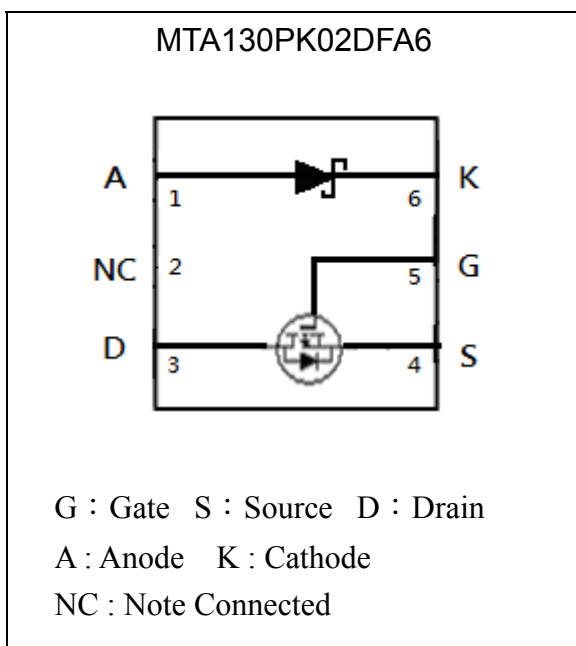 MTA130PK02DFA6
A 1 6 K
NC 2 5 G
D 3 4 S
G：Gate S：Source D：Drain
A : Anode K : Cathode
NC : Note Connected